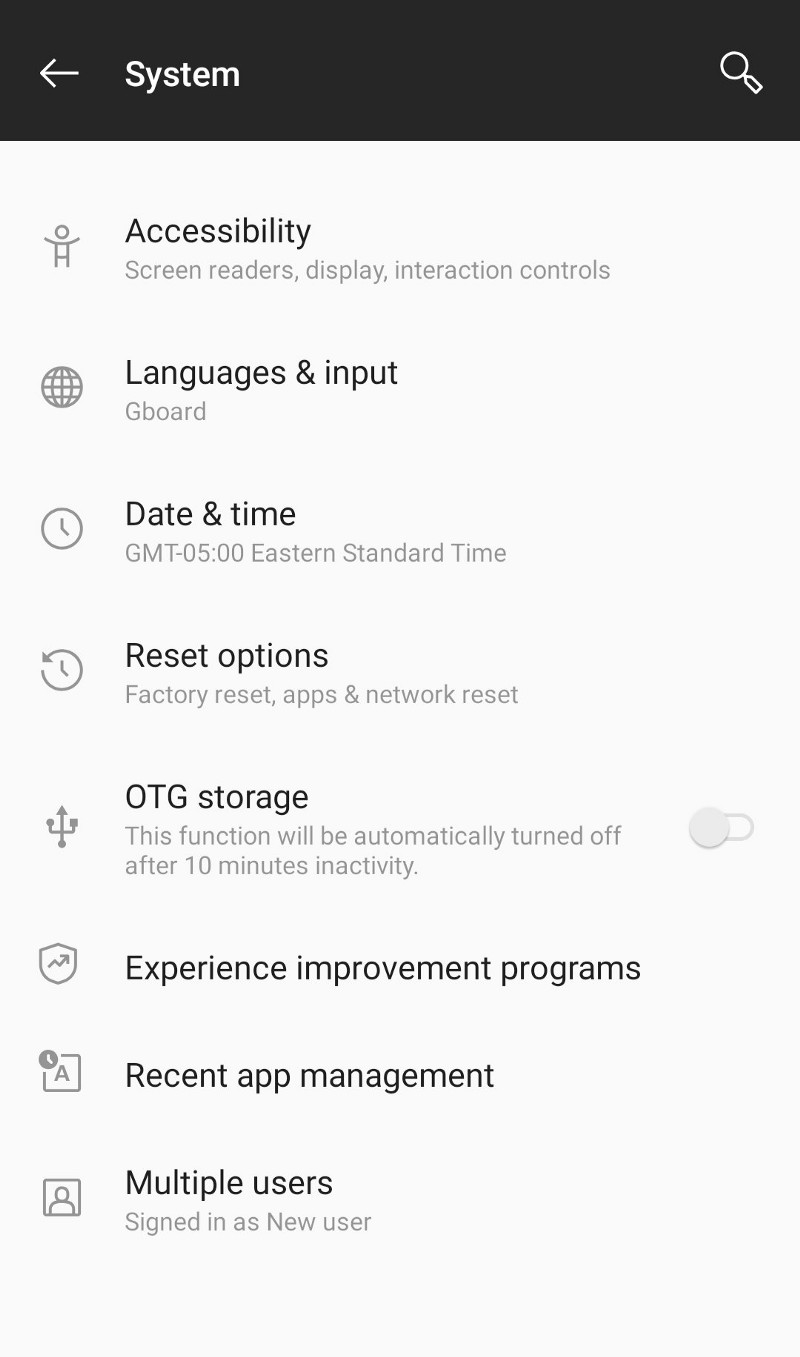 System
Accessibility
Screen readers, display, interaction controls
Languages & input
Gboard
Date & time
GMT-05:00 Eastern Standard Time
Reset options
Factory reset, apps & network reset
OTG storage
This function will be automatically turned off
after 10 minutes inactivity.
Experience improvement programs
A
Recent app management
Multiple users
Signed in as New user